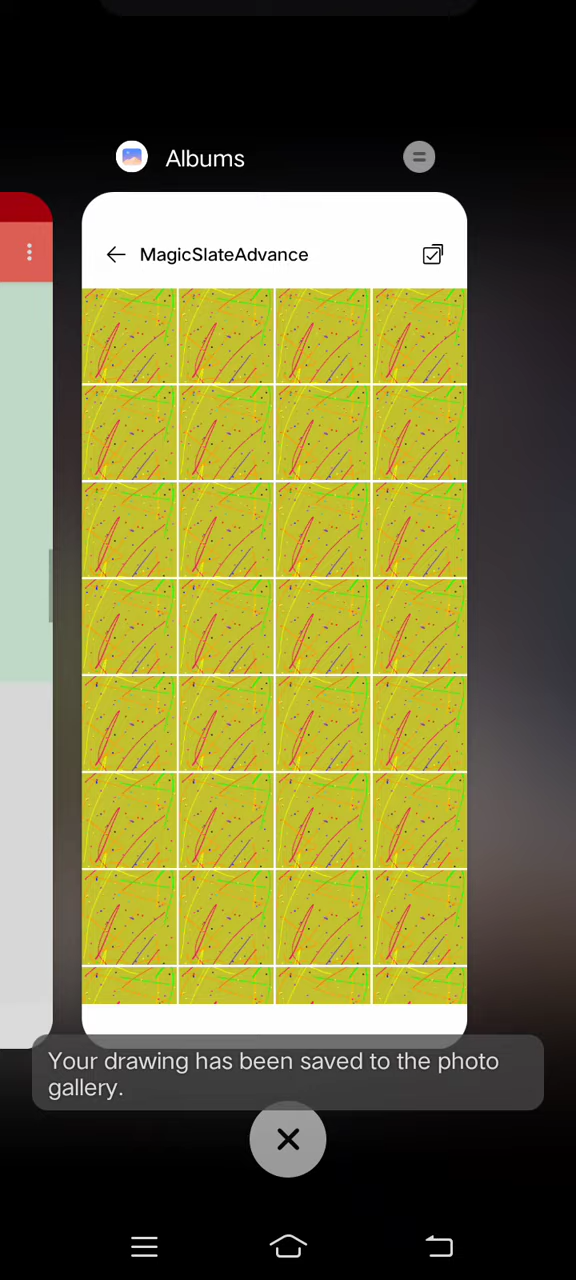 Albums
MagicSlateAdvance
Your drawing has been saved to the photo
gallery.